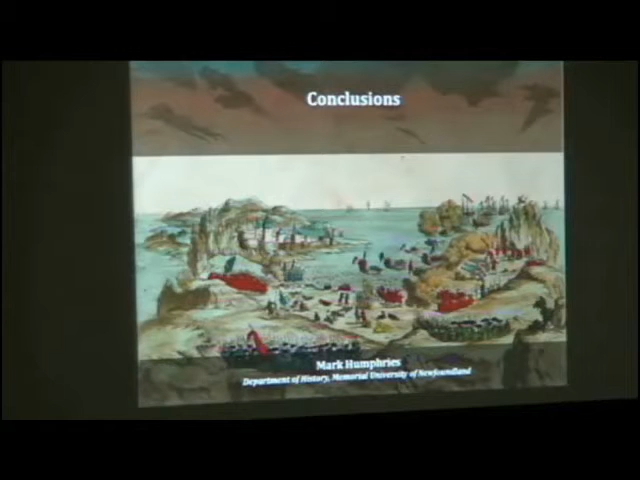 Conclusions
Mark Humphries
Department of History, Memorial University of Newfoundland